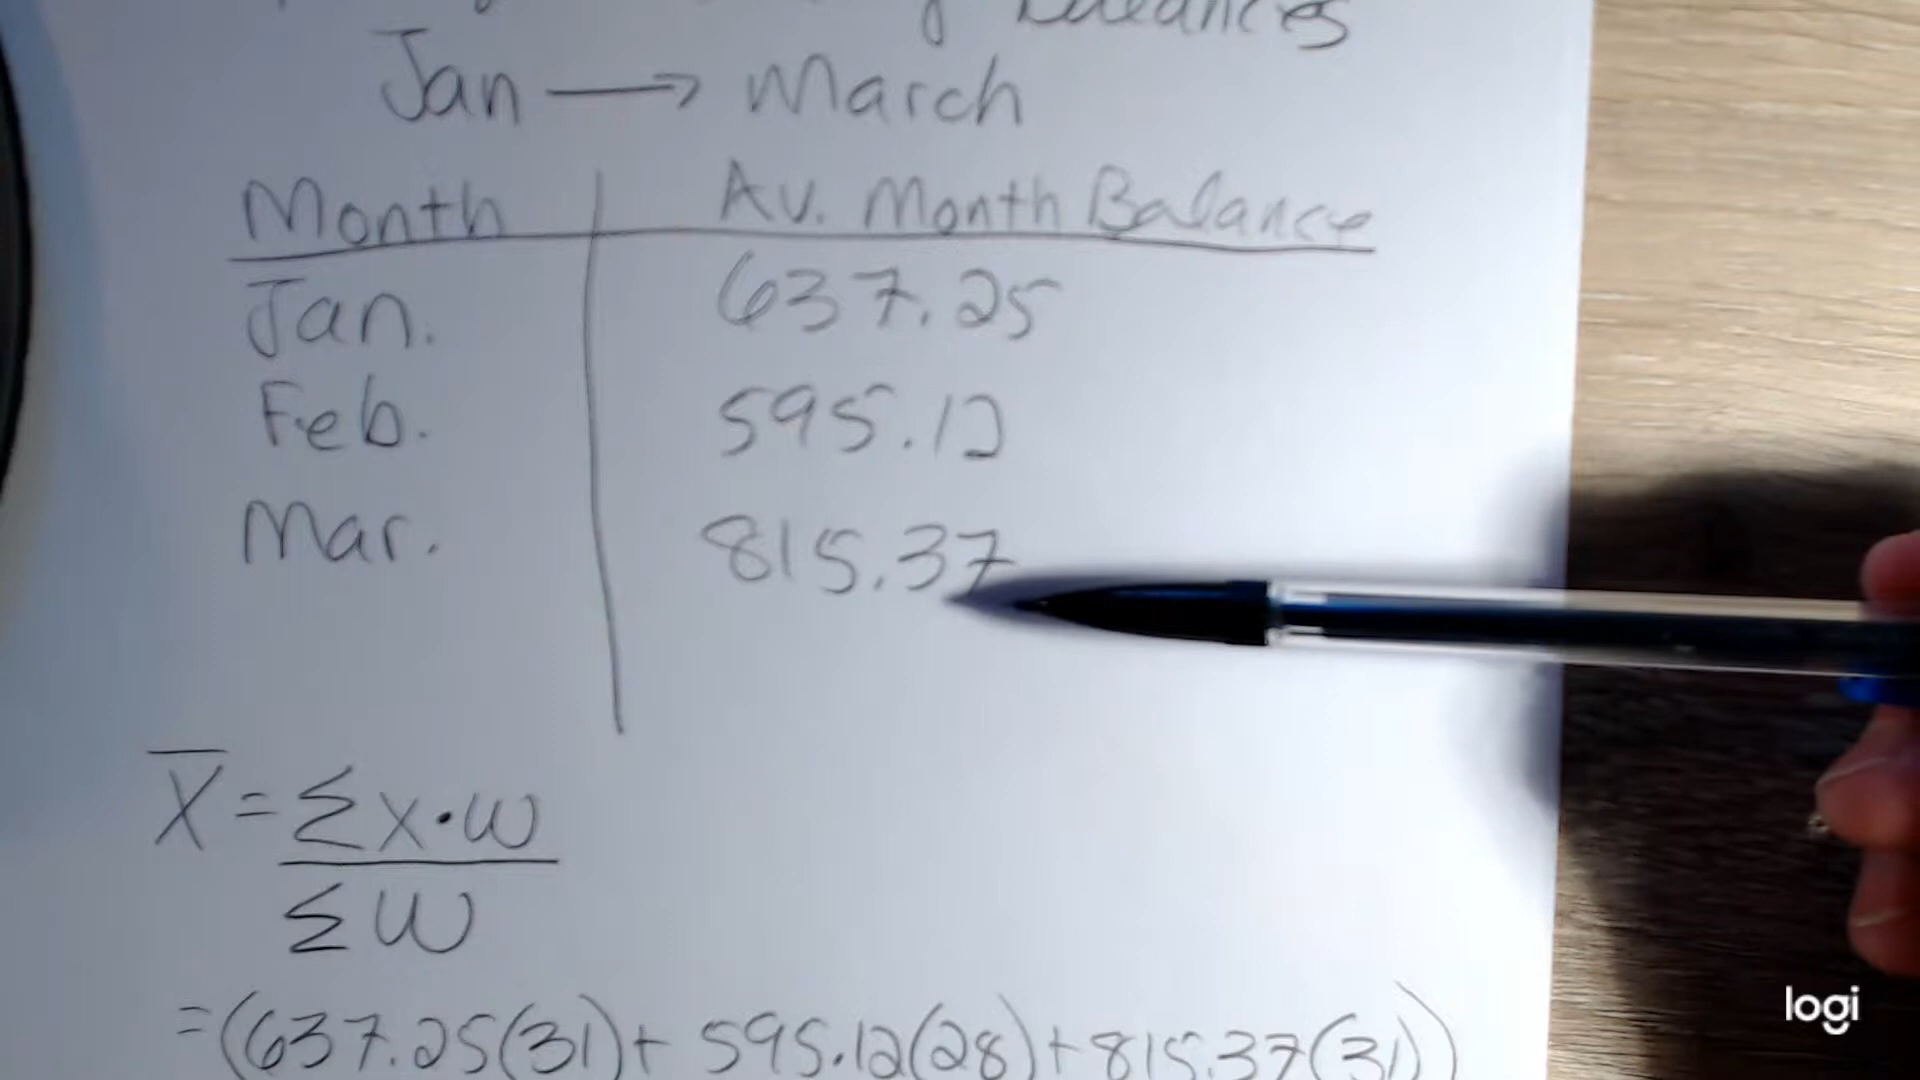 Balances
Jan → March
Month Av. Month Balance
Jan. 637.25
Feb. 595.12
Mar. 815.37
X̄ = Σx·w
Σw
=(637.25(31)+ 595.12(28)+815.37(31))
logi